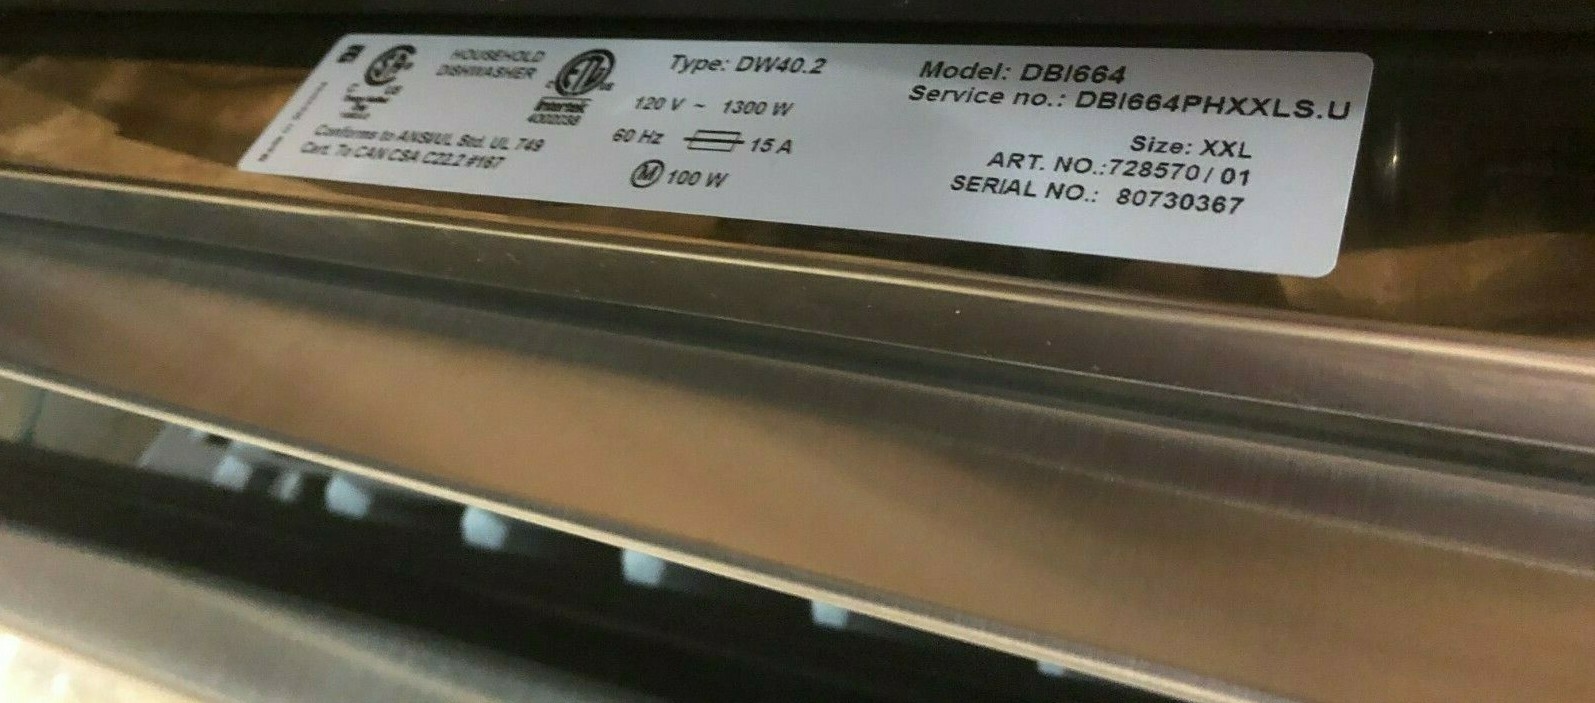 HOUSEHOLD
DISHWASHER
C US
Intertek
4002038
Conforms to ANSI/UL Std. UL 749
Cert. To CAN CSA C22.2 #167
Type: DW40.2
120 V ~ 1300 W
60 Hz 15 A
M 100 W
Model: DBI664
Service no.: DBI664PHXXLS.U
Size: XXL
ART. NO.:728570/01
SERIAL NO.: 80730367